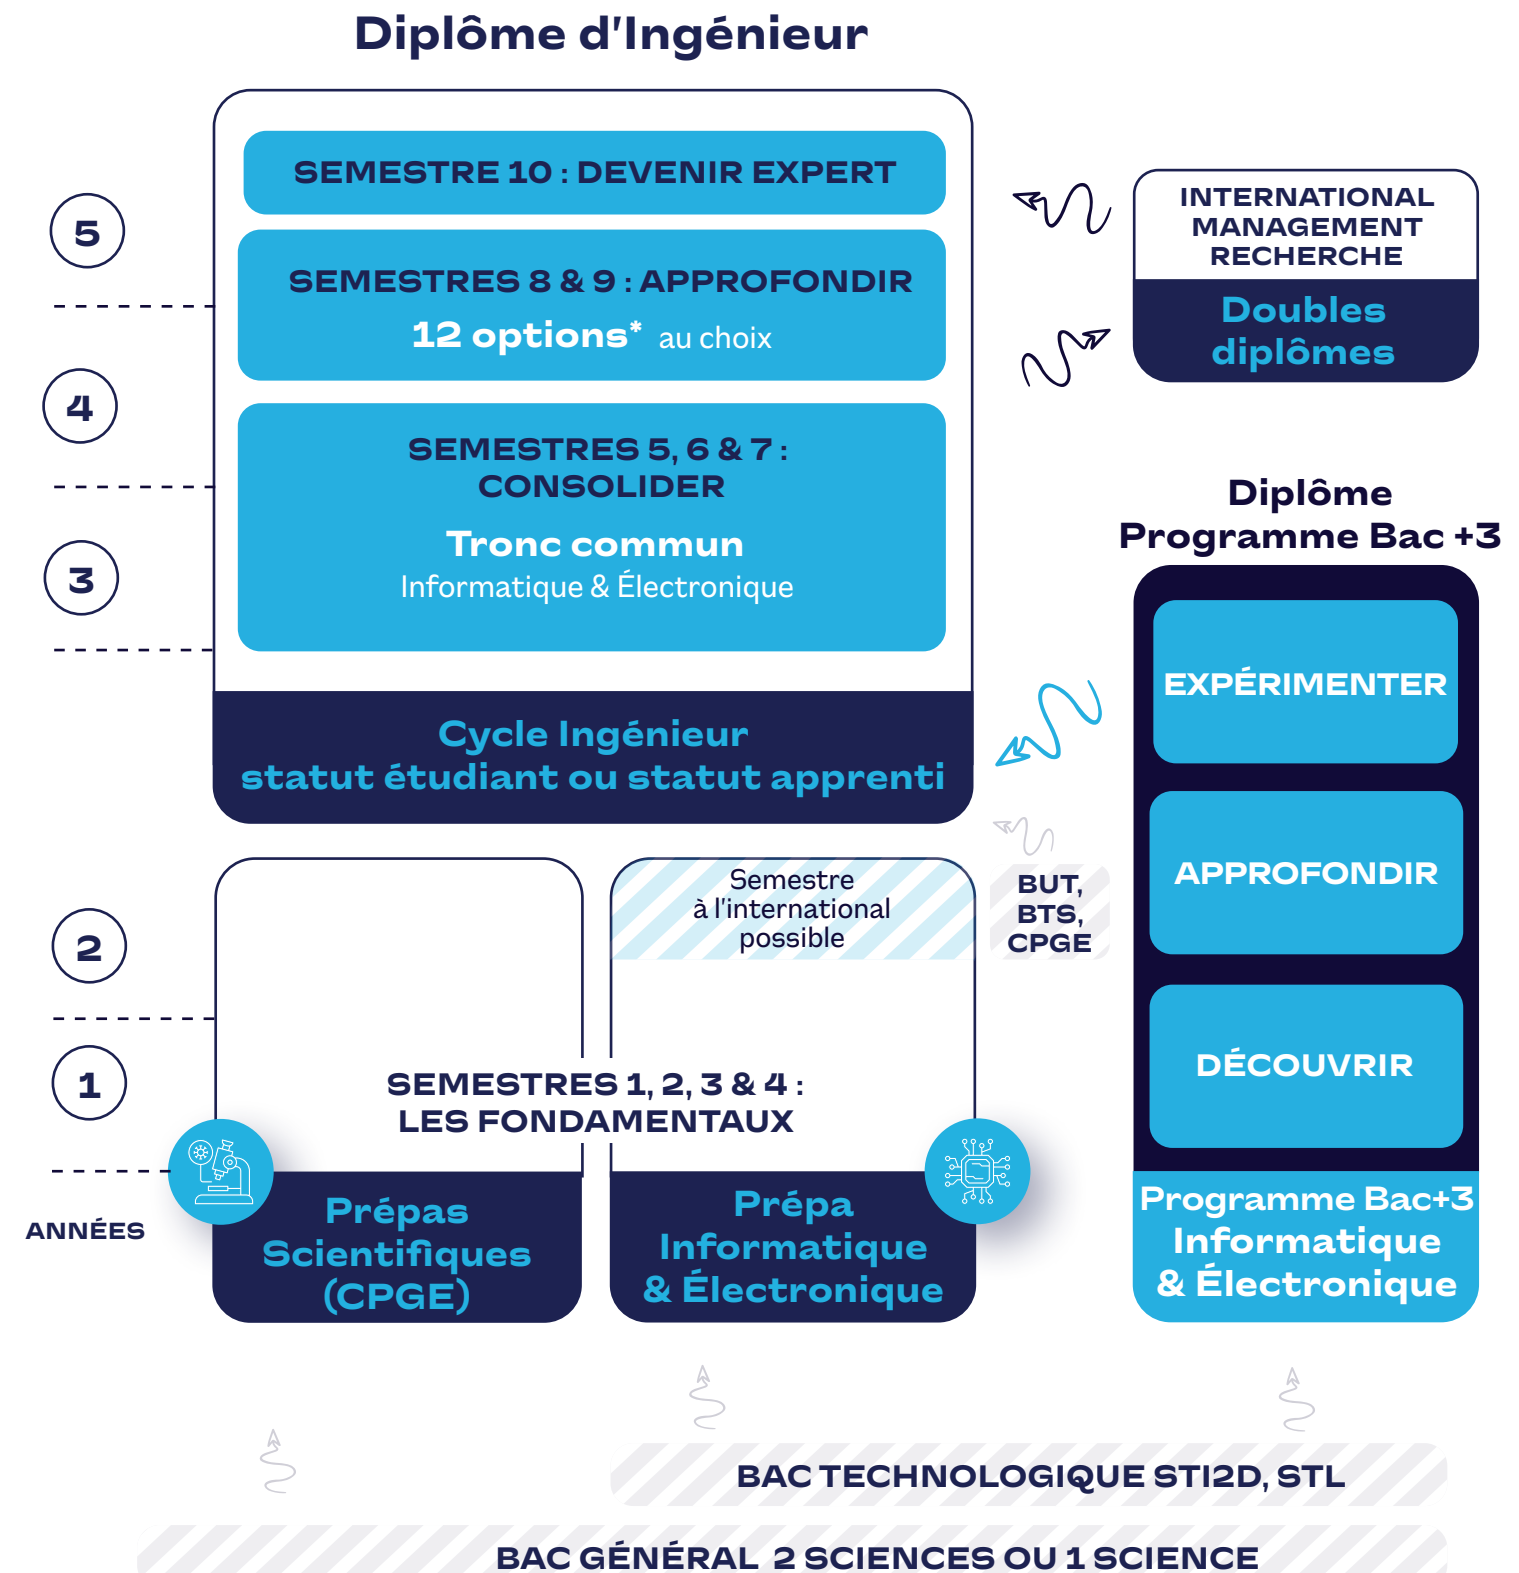 Diplôme d'Ingénieur
SEMESTRE 10 : DEVENIR EXPERT
5
SEMESTRES 8 & 9 : APPROFONDIR
12 options* au choix
4
SEMESTRES 5, 6 & 7 :
CONSOLIDER
Tronc commun
Informatique & Électronique
3
Cycle Ingénieur
statut étudiant ou statut apprenti
INTERNATIONAL
MANAGEMENT
RECHERCHE
Doubles
diplômes
Diplôme
Programme Bac +3
EXPÉRIMENTER
APPROFONDIR
DÉCOUVRIR
Programme Bac+3
Informatique
& Électronique
Semestre
à l'international
possible
BUT,
BTS,
CPGE
2
1
SEMESTRES 1, 2, 3 & 4 :
LES FONDAMENTAUX
ANNÉES
Prépas
Scientifiques
(CPGE)
Prépa
Informatique
& Électronique
BAC TECHNOLOGIQUE STI2D, STL
BAC GÉNÉRAL 2 SCIENCES OU 1 SCIENCE